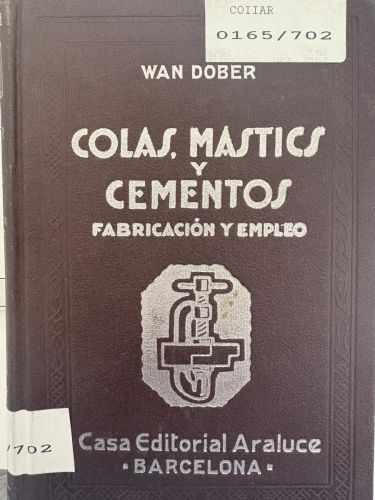 COIIAR
0165/702
WAN DOBER
COLAS, MASTICS
Y
CEMENTOS
FABRICACIÓN Y EMPLEO
Casa Editorial Araluce
• BARCELONA •
/702